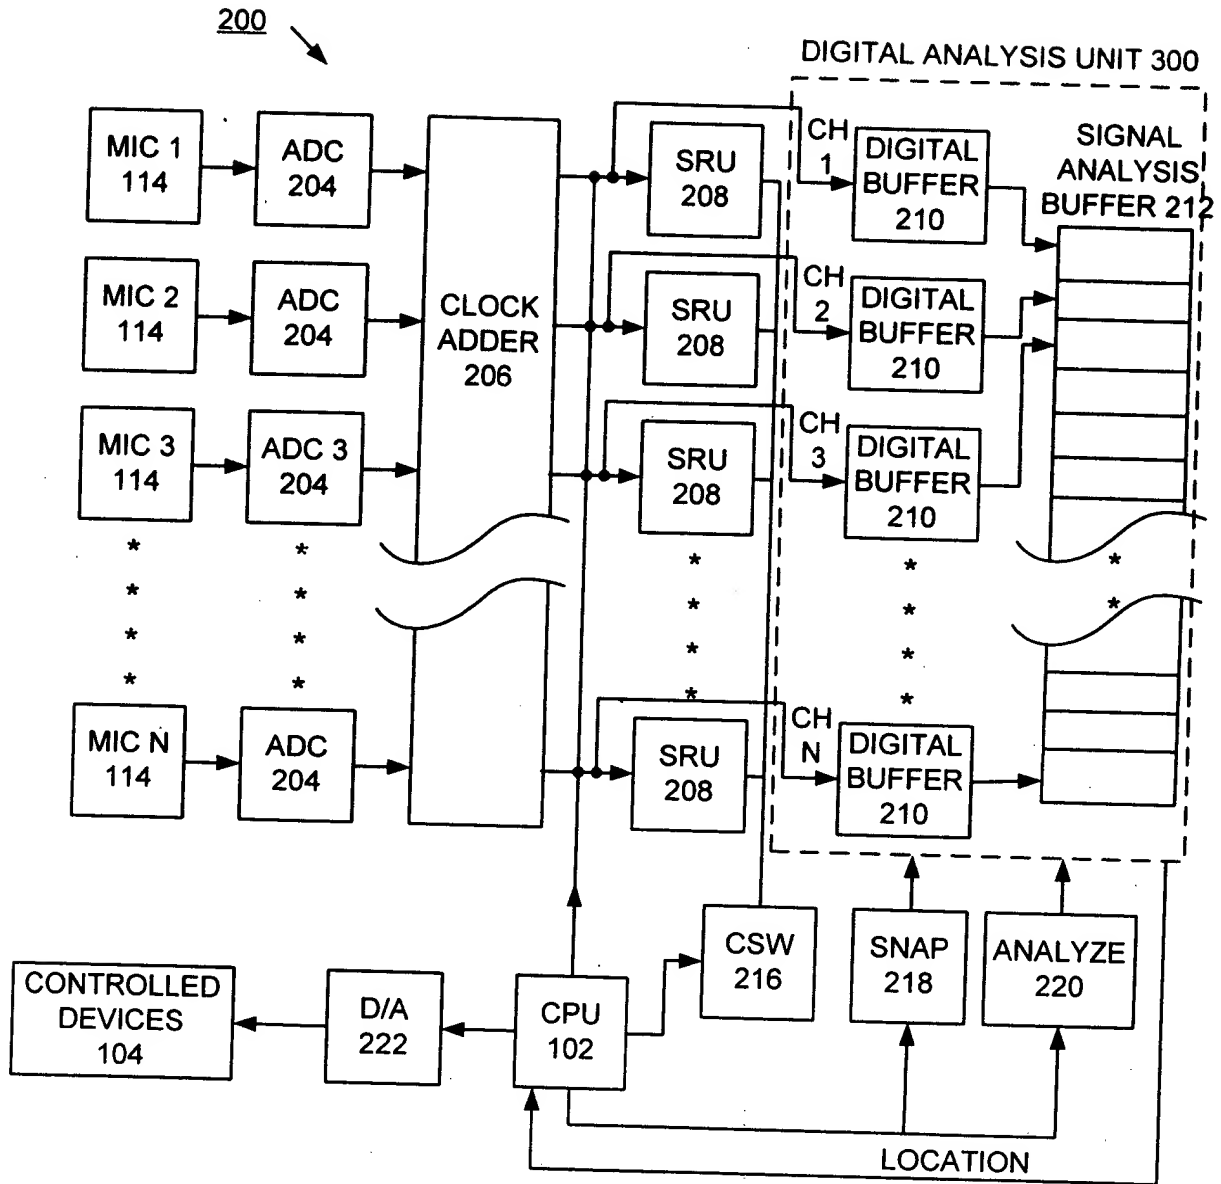 200
DIGITAL ANALYSIS UNIT 300
MIC 1
114
ADC
204
SRU
208
CH
1
DIGITAL
BUFFER
210
SIGNAL
ANALYSIS
BUFFER 212
MIC 2
114
ADC
204
CLOCK
ADDER
206
SRU
208
CH
2
DIGITAL
BUFFER
210
MIC 3
114
ADC 3
204
SRU
208
CH
3
DIGITAL
BUFFER
210
* * * * *
* * * *
* * * *
* * * *
MIC N
114
ADC
204
SRU
208
CH
N
DIGITAL
BUFFER
210
CONTROLLED
DEVICES
104
D/A
222
CPU
102
CSW
216
SNAP
218
ANALYZE
220
LOCATION